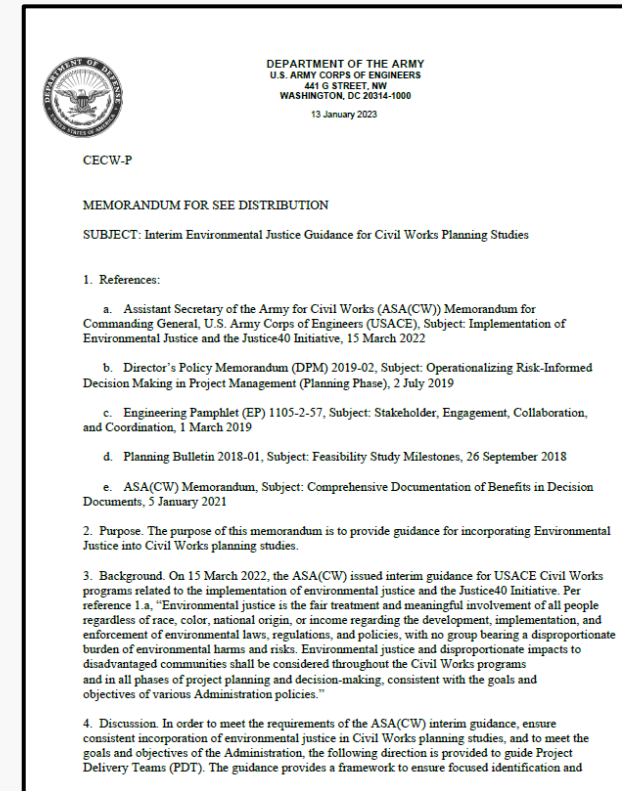 DEPARTMENT OF DEFENSE
UNITED STATES OF AMERICA
DEPARTMENT OF THE ARMY
U.S. ARMY CORPS OF ENGINEERS
441 G STREET, NW
WASHINGTON, DC 20314-1000
13 January 2023
CECW-P
MEMORANDUM FOR SEE DISTRIBUTION
SUBJECT: Interim Environmental Justice Guidance for Civil Works Planning Studies
1. References:
a. Assistant Secretary of the Army for Civil Works (ASA(CW)) Memorandum for
Commanding General, U.S. Army Corps of Engineers (USACE), Subject: Implementation of
Environmental Justice and the Justice40 Initiative, 15 March 2022
b. Director's Policy Memorandum (DPM) 2019-02, Subject: Operationalizing Risk-Informed
Decision Making in Project Management (Planning Phase), 2 July 2019
c. Engineering Pamphlet (EP) 1105-2-57, Subject: Stakeholder, Engagement, Collaboration,
and Coordination, 1 March 2019
d. Planning Bulletin 2018-01, Subject: Feasibility Study Milestones, 26 September 2018
e. ASA(CW) Memorandum, Subject: Comprehensive Documentation of Benefits in Decision
Documents, 5 January 2021
2. Purpose. The purpose of this memorandum is to provide guidance for incorporating Environmental
Justice into Civil Works planning studies.
3. Background. On 15 March 2022, the ASA(CW) issued interim guidance for USACE Civil Works
programs related to the implementation of environmental justice and the Justice40 Initiative. Per
reference 1.a, “Environmental justice is the fair treatment and meaningful involvement of all people
regardless of race, color, national origin, or income regarding the development, implementation, and
enforcement of environmental laws, regulations, and policies, with no group bearing a disproportionate
burden of environmental harms and risks. Environmental justice and disproportionate impacts to
disadvantaged communities shall be considered throughout the Civil Works programs
and in all phases of project planning and decision-making, consistent with the goals and
objectives of various Administration policies.”
4. Discussion. In order to meet the requirements of the ASA(CW) interim guidance, ensure
consistent incorporation of environmental justice in Civil Works planning studies, and to meet the
goals and objectives of the Administration, the following direction is provided to guide Project
Delivery Teams (PDT). The guidance provides a framework to ensure focused identification and